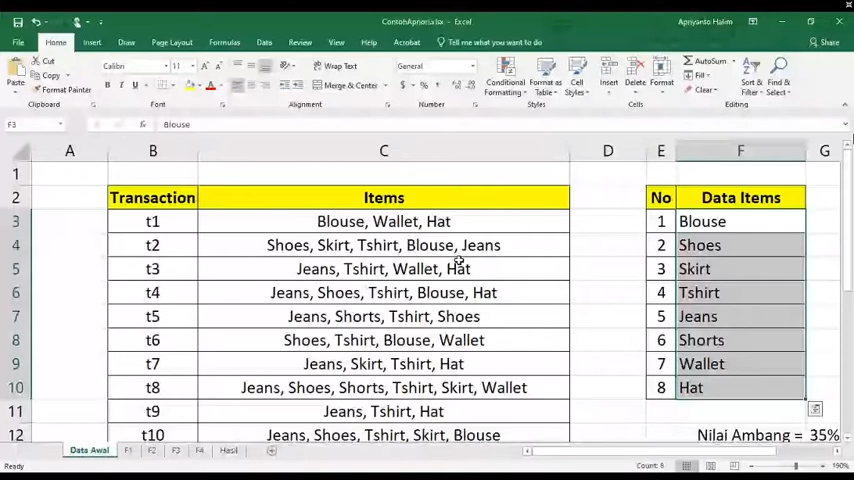 ContohApriori.xlsx - Excel
Apriyanto Halim
File Home Insert Draw Page Layout Formulas Data Review View Help Acrobat Tell me what you want to do Share
Paste
Cut
Copy
Format Painter
Clipboard
Calibri 11
B I U
Font
Wrap Text
Merge & Center
Alignment
General
$ % ,
Number
Conditional Formatting
Format as Table
Cell Styles
Styles
Insert Delete Format
Cells
AutoSum
Fill
Clear
Sort & Filter
Find & Select
Editing
F3 fx Blouse
A B C D E F G
1
2 Transaction Items No Data Items
3 t1 Blouse, Wallet, Hat 1 Blouse
4 t2 Shoes, Skirt, Tshirt, Blouse, Jeans 2 Shoes
5 t3 Jeans, Tshirt, Wallet, Hat 3 Skirt
6 t4 Jeans, Shoes, Tshirt, Blouse, Hat 4 Tshirt
7 t5 Jeans, Shorts, Tshirt, Shoes 5 Jeans
8 t6 Shoes, Tshirt, Blouse, Wallet 6 Shorts
9 t7 Jeans, Skirt, Tshirt, Hat 7 Wallet
10 t8 Jeans, Shoes, Shorts, Tshirt, Skirt, Wallet 8 Hat
11 t9 Jeans, Tshirt, Hat
12 t10 Jeans, Shoes, Tshirt, Skirt, Blouse Nilai Ambang = 35%
Data Awal F1 F2 F3 F4 Hasil
Ready Count: 8 190%